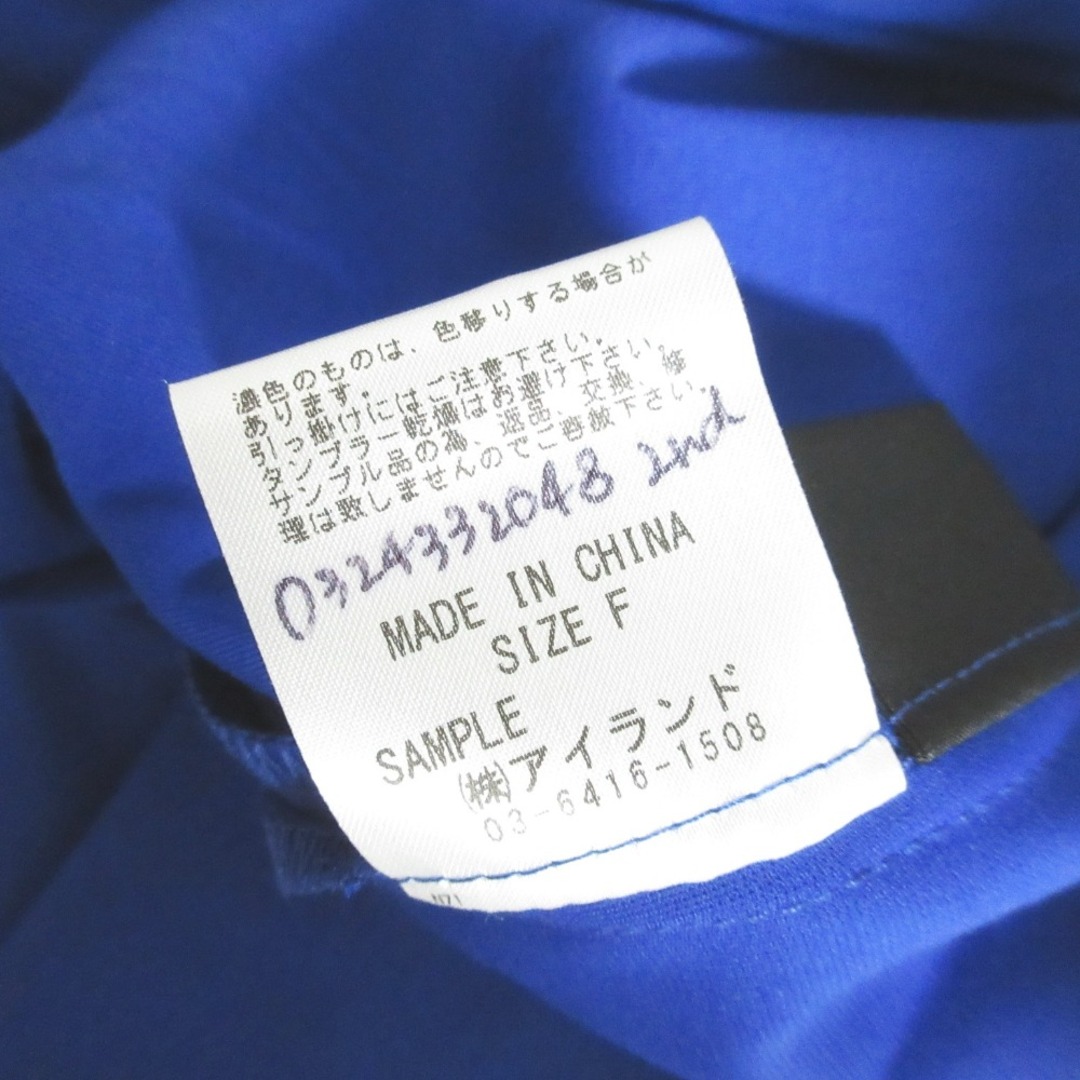 濃色のものは、色移りする場合が
あります。
引っ掛けにはご注意下さい。
タンブラー乾燥はお避け下さい。
サンプル品の為、返品、交換、修
理は致しませんのでご容赦下さい
0324332048 2nd
MADE IN CHINA
SIZE F
SAMPLE
(株)アイランド
03-6416-1508